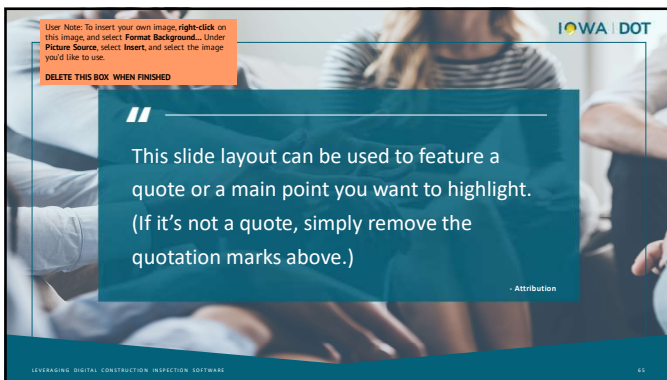 User Note: To insert your own image, right-click on
this image, and select Format Background... Under
Picture Source, select Insert, and select the image
you'd like to use.
DELETE THIS BOX WHEN FINISHED
IOWA | DOT
"
This slide layout can be used to feature a
quote or a main point you want to highlight.
(If it's not a quote, simply remove the
quotation marks above.)
- Attribution
LEVERAGING DIGITAL CONSTRUCTION INSPECTION SOFTWARE
65